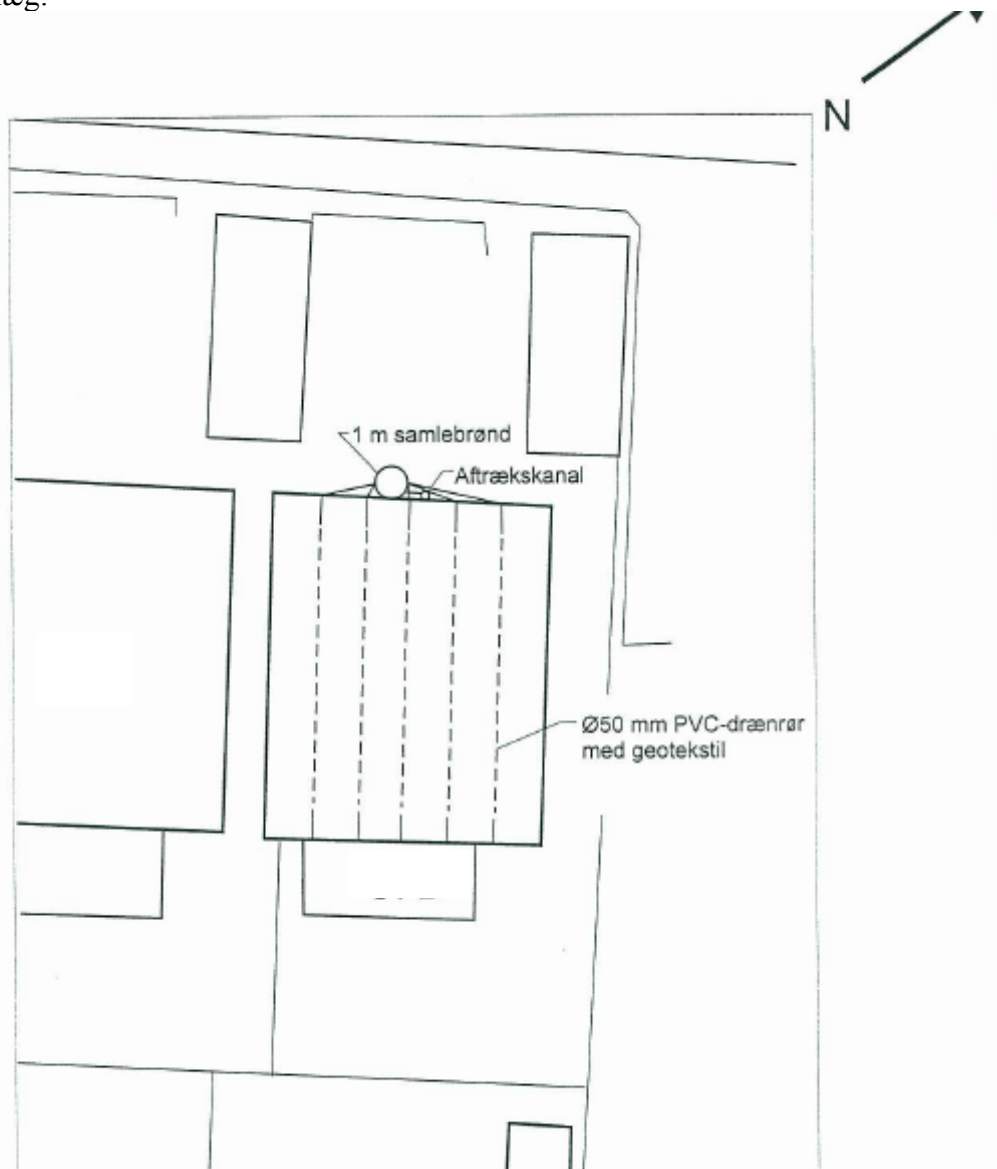 N
1 m samlebrønd
Aftrækskanal
Ø50 mm PVC-drænrør
med geotekstil